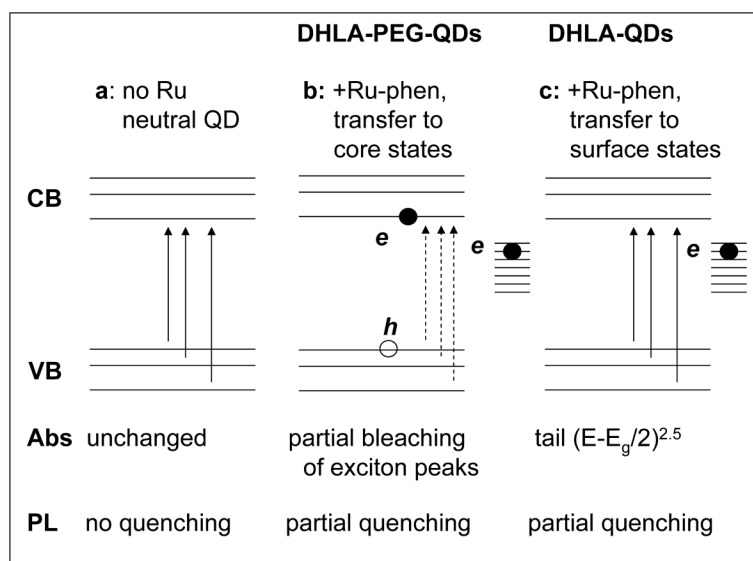 DHLA-PEG-QDs DHLA-QDs
a: no Ru b: +Ru-phen, c: +Ru-phen,
neutral QD transfer to transfer to
core states surface states
CB
e e e
h
VB
Abs unchanged partial bleaching tail (E-E_g/2)^2.5
of exciton peaks
PL no quenching partial quenching partial quenching